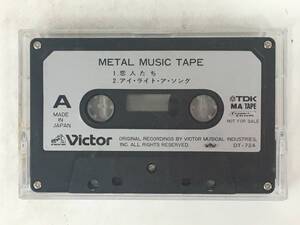 METAL MUSIC TAPE
1.恋人たち
2.アイ・ライト・ア・ソング
A
MADE IN JAPAN
TDK
MA TAPE
NOT FOR SALE
Victor
ORIGINAL RECORDINGS BY VICTOR MUSICAL INDUSTRIES,
INC. ALL RIGHTS RESERVED.
DT-724